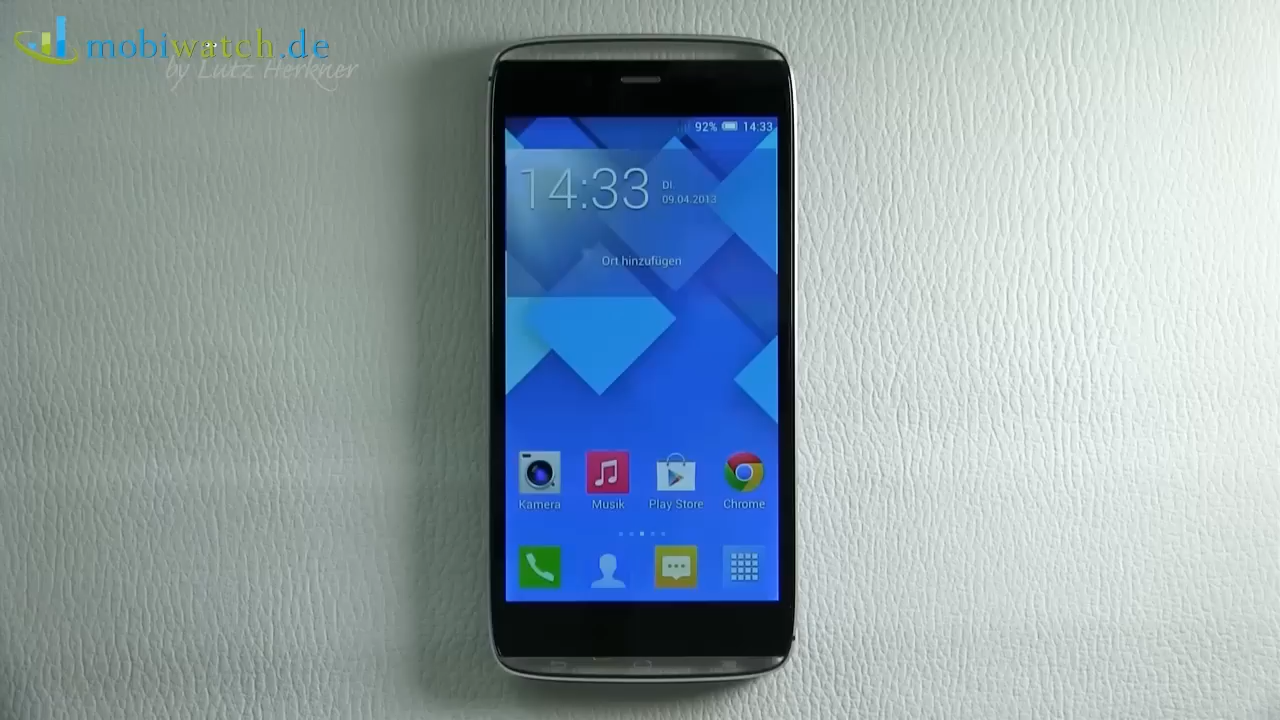 mobiwatch.de
by Lutz Herkner
92% 14:33
14:33
DI.
09.04.2013
Ort hinzufügen
Kamera Musik Play Store Chrome